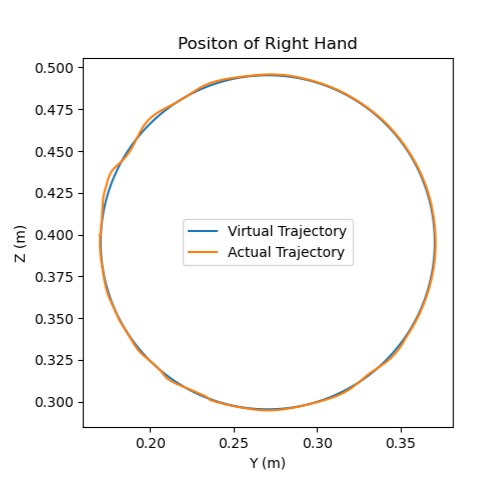 Positon of Right Hand
0.500
0.475
0.450
0.425
0.400
0.375
0.350
0.325
0.300
Z (m)
Virtual Trajectory
Actual Trajectory
0.20 0.25 0.30 0.35
Y (m)